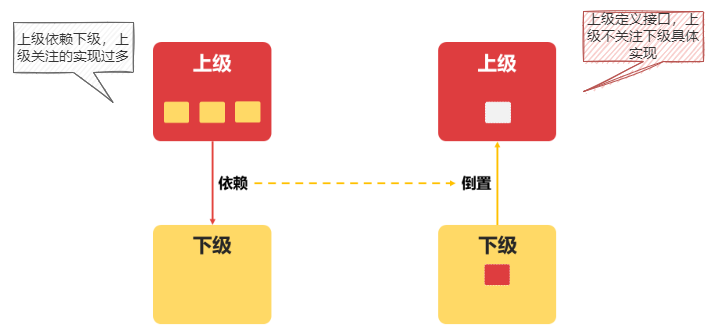 上级依赖下级，上
级关注的实现过多
上级
上级
上级定义接口，上
级不关注下级具体
实现
依赖
倒置
下级
下级